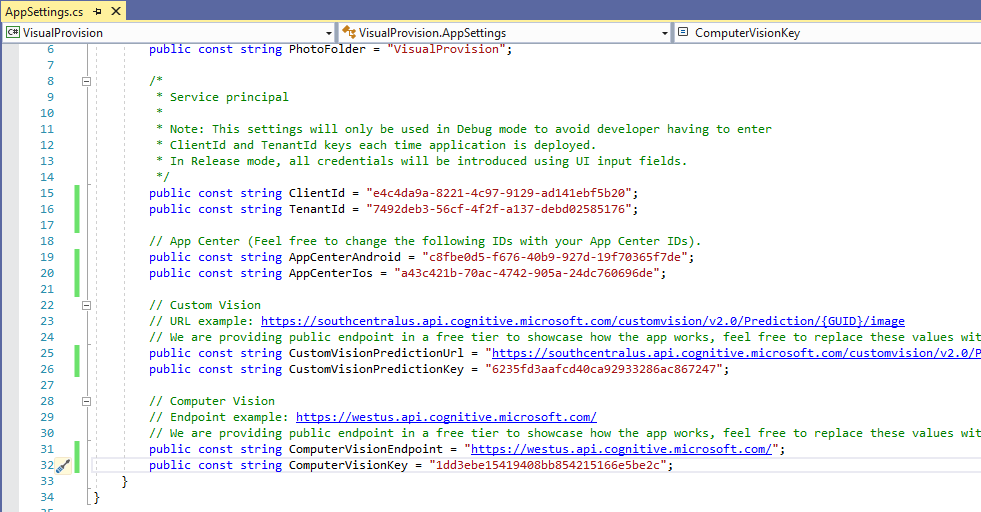 AppSettings.cs
VisualProvision VisualProvision.AppSettings ComputerVisionKey
6 public const string PhotoFolder = "VisualProvision";
7
8 /*
9 * Service principal
10 *
11 * Note: This settings will only be used in Debug mode to avoid developer having to enter
12 * ClientId and TenantId keys each time application is deployed.
13 * In Release mode, all credentials will be introduced using UI input fields.
14 */
15 public const string ClientId = "e4c4da9a-8221-4c97-9129-ad141ebf5b20";
16 public const string TenantId = "7492deb3-56cf-4f2f-a137-debd02585176";
17
18 // App Center (Feel free to change the following IDs with your App Center IDs).
19 public const string AppCenterAndroid = "c8fbe0d5-f676-40b9-927d-19f70365f7de";
20 public const string AppCenterIos = "a43c421b-70ac-4742-905a-24dc760696de";
21
22 // Custom Vision
23 // URL example: https://southcentralus.api.cognitive.microsoft.com/customvision/v2.0/Prediction/{GUID}/image
24 // We are providing public endpoint in a free tier to showcase how the app works, feel free to replace these values wit
25 public const string CustomVisionPredictionUrl = "https://southcentralus.api.cognitive.microsoft.com/customvision/v2.0/P
26 public const string CustomVisionPredictionKey = "6235fd3aafcd40ca92933286ac867247";
27
28 // Computer Vision
29 // Endpoint example: https://westus.api.cognitive.microsoft.com/
30 // We are providing public endpoint in a free tier to showcase how the app works, feel free to replace these values wit
31 public const string ComputerVisionEndpoint = "https://westus.api.cognitive.microsoft.com/";
32 public const string ComputerVisionKey = "1dd3ebe15419408bb854215166e5be2c";
33 }
34 }